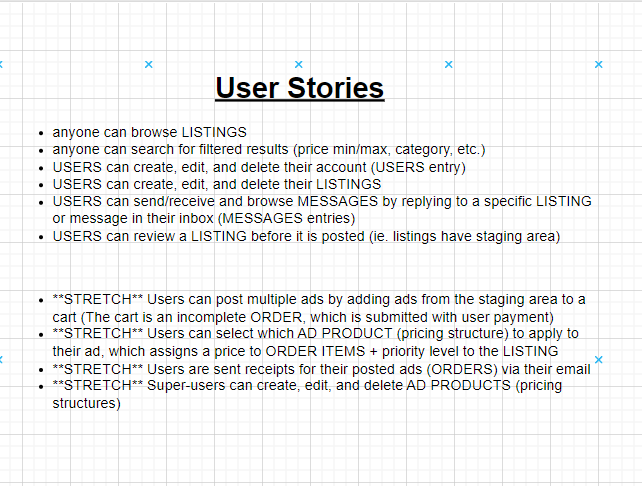 User Stories
• anyone can browse LISTINGS
• anyone can search for filtered results (price min/max, category, etc.)
• USERS can create, edit, and delete their account (USERS entry)
• USERS can create, edit, and delete their LISTINGS
• USERS can send/receive and browse MESSAGES by replying to a specific LISTING
or message in their inbox (MESSAGES entries)
• USERS can review a LISTING before it is posted (ie. listings have staging area)
• **STRETCH** Users can post multiple ads by adding ads from the staging area to a
cart (The cart is an incomplete ORDER, which is submitted with user payment)
• **STRETCH** Users can select which AD PRODUCT (pricing structure) to apply to
their ad, which assigns a price to ORDER ITEMS + priority level to the LISTING
• **STRETCH** Users are sent receipts for their posted ads (ORDERS) via their email
• **STRETCH** Super-users can create, edit, and delete AD PRODUCTS (pricing
structures)